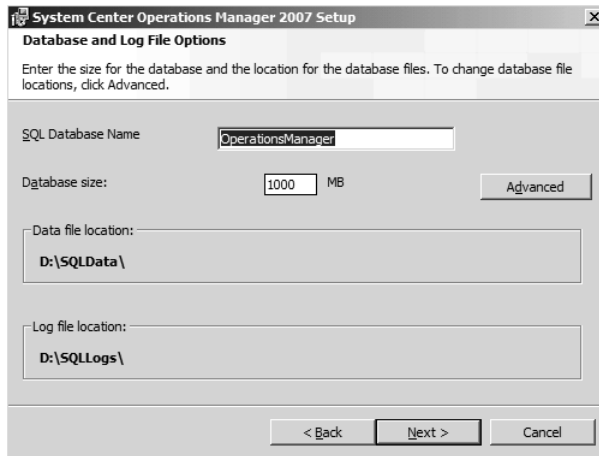 System Center Operations Manager 2007 Setup
Database and Log File Options
Enter the size for the database and the location for the database files. To change database file
locations, click Advanced.
SQL Database Name
OperationsManager
Database size:
1000 MB
Advanced
Data file location:
D:\SQLData\
Log file location:
D:\SQLLogs\
< Back Next > Cancel